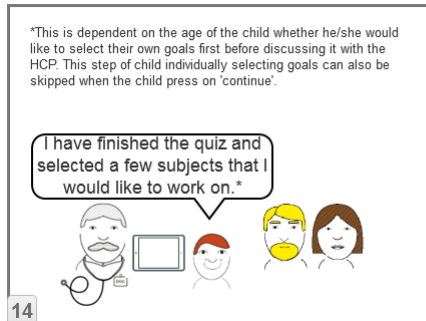 *This is dependent on the age of the child whether he/she would
like to select their own goals first before discussing it with the
HCP. This step of child individually selecting goals can also be
skipped when the child press on 'continue'.
I have finished the quiz and
selected a few subjects that I
would like to work on.*
14